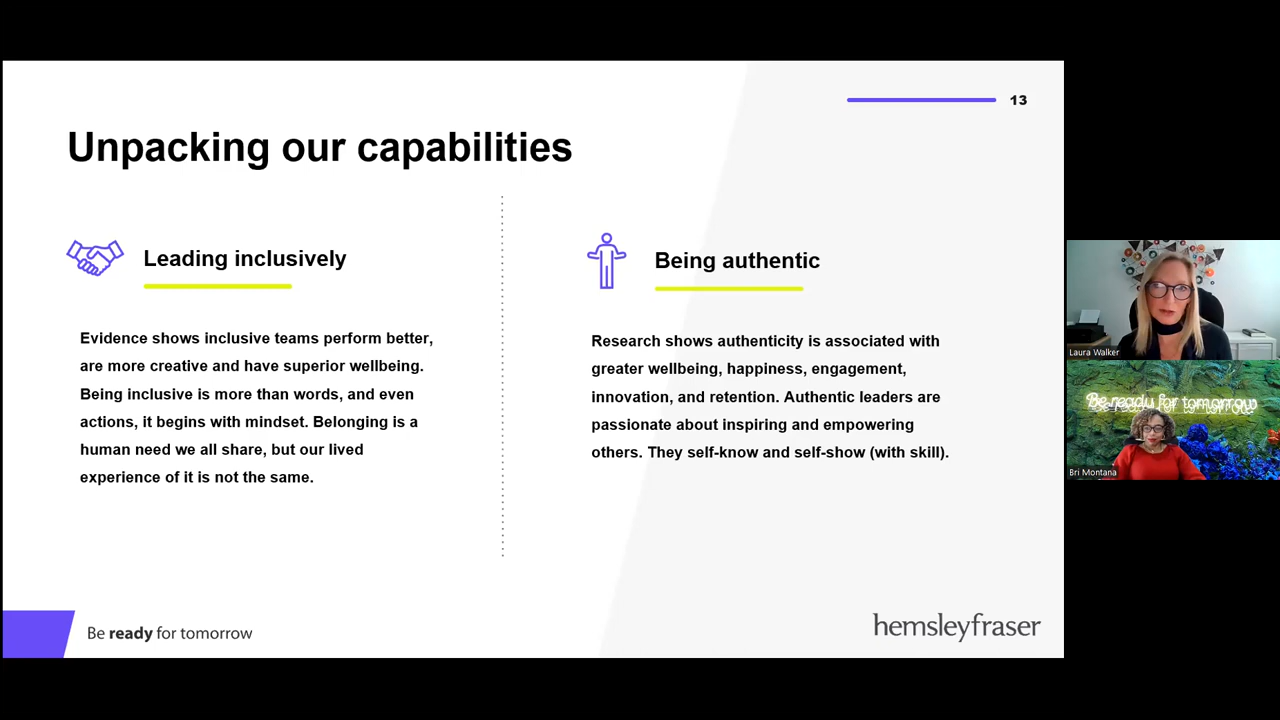 13
Unpacking our capabilities
Leading inclusively
Evidence shows inclusive teams perform better,
are more creative and have superior wellbeing.
Being inclusive is more than words, and even
actions, it begins with mindset. Belonging is a
human need we all share, but our lived
experience of it is not the same.
Being authentic
Research shows authenticity is associated with
greater wellbeing, happiness, engagement,
innovation, and retention. Authentic leaders are
passionate about inspiring and empowering
others. They self-know and self-show (with skill).
Be ready for tomorrow
hemsleyfraser
Laura Walker
Be ready for tomorrow
Bri Montana